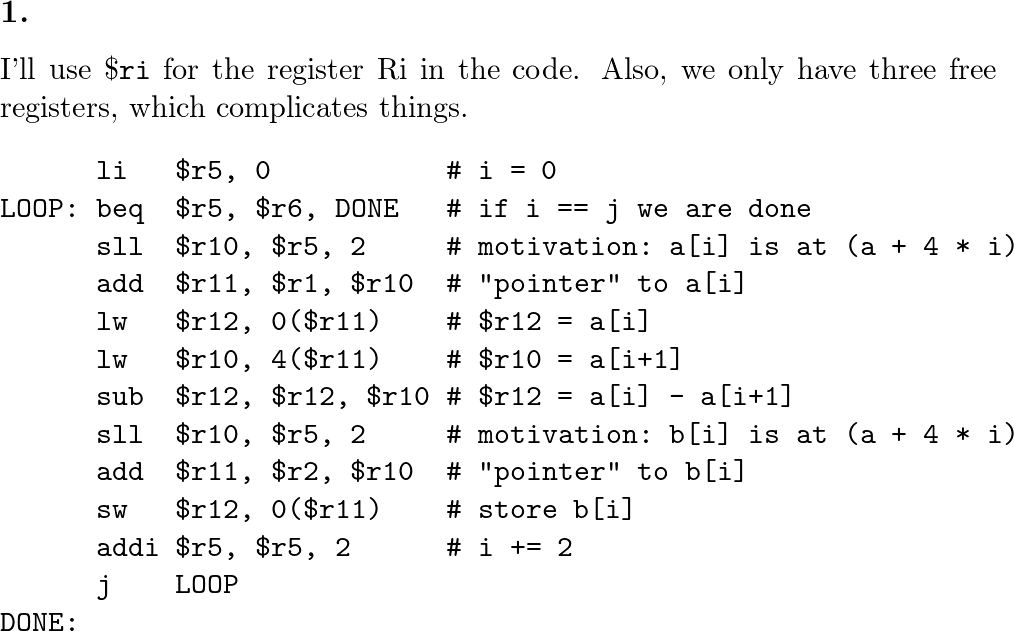 1.
I'll use $ri for the register Ri in the code. Also, we only have three free
registers, which complicates things.
      li   $r5, 0           # i = 0
LOOP: beq  $r5, $r6, DONE   # if i == j we are done
      sll  $r10, $r5, 2     # motivation: a[i] is at (a + 4 * i)
      add  $r11, $r1, $r10  # "pointer" to a[i]
      lw   $r12, 0($r11)    # $r12 = a[i]
      lw   $r10, 4($r11)    # $r10 = a[i+1]
      sub  $r12, $r12, $r10 # $r12 = a[i] - a[i+1]
      sll  $r10, $r5, 2     # motivation: b[i] is at (a + 4 * i)
      add  $r11, $r2, $r10  # "pointer" to b[i]
      sw   $r12, 0($r11)    # store b[i]
      addi $r5, $r5, 2      # i += 2
      j    LOOP
DONE: